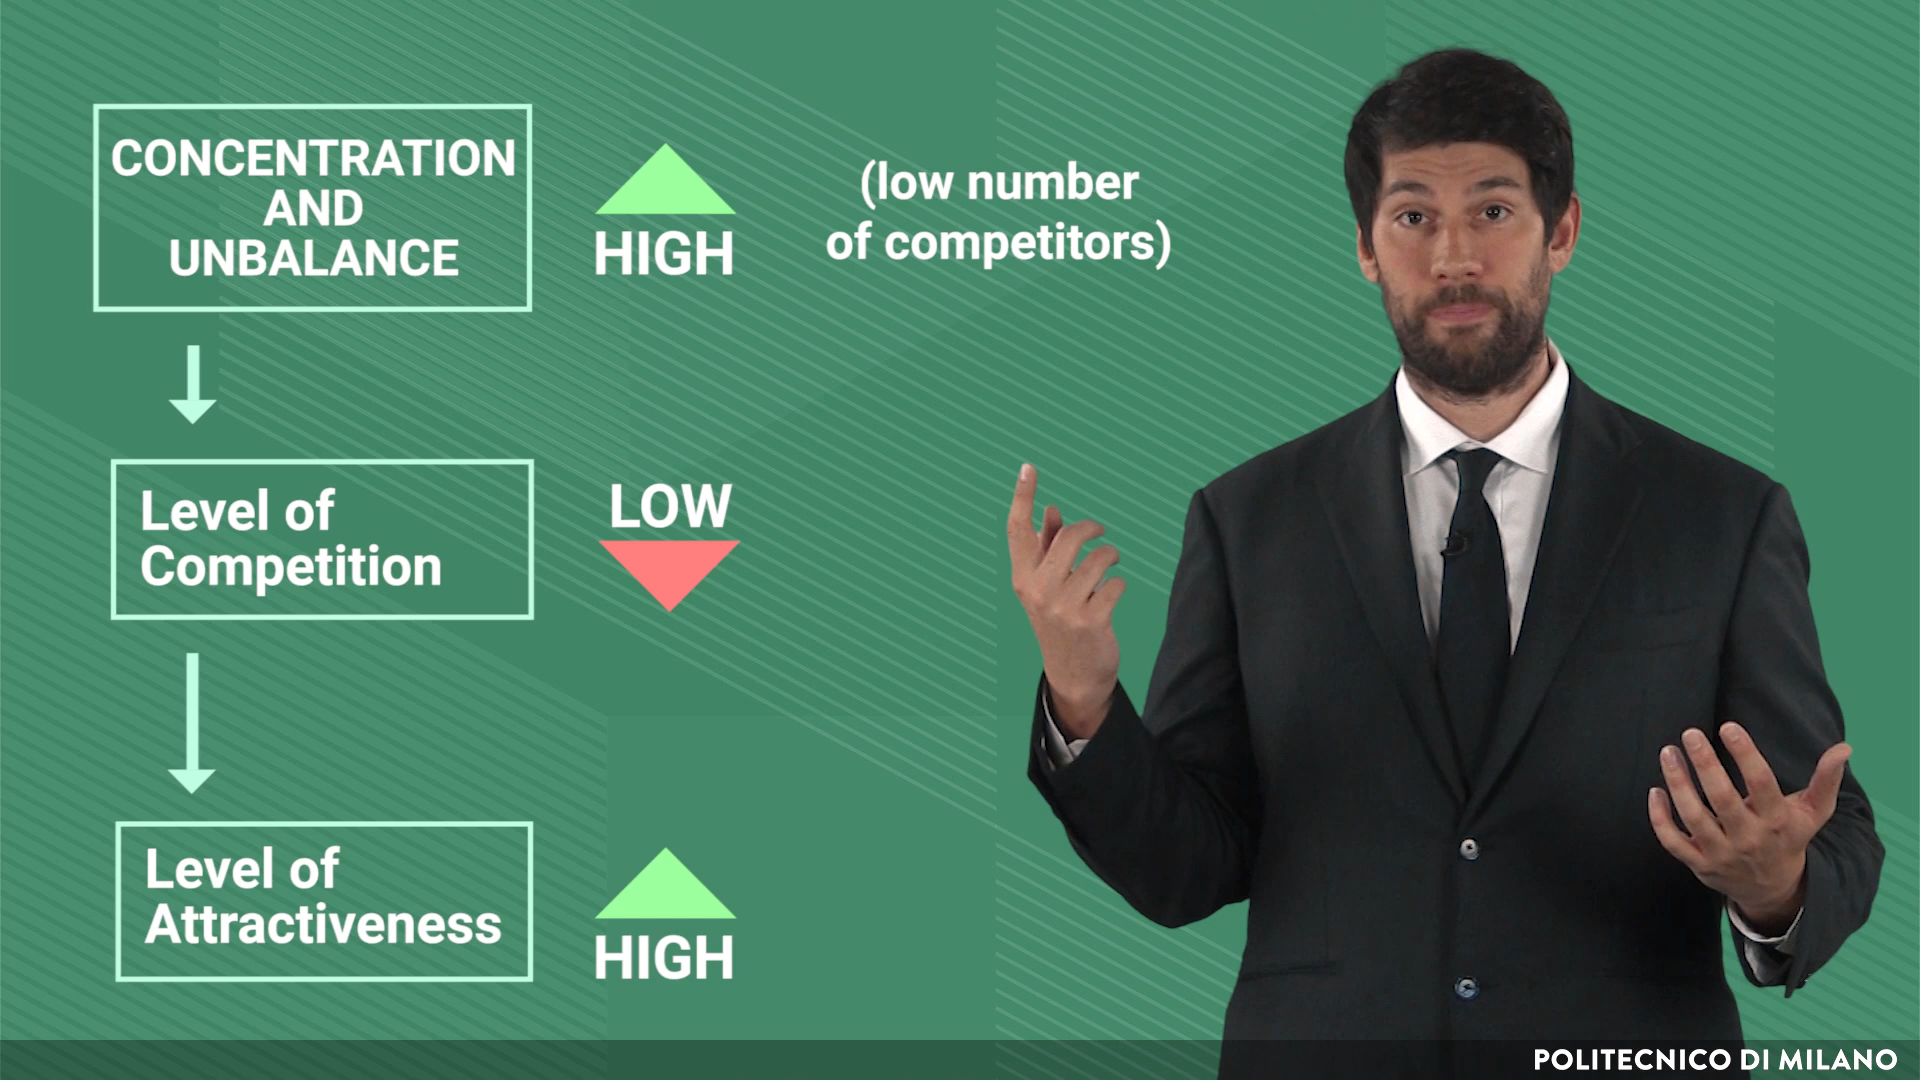 CONCENTRATION
AND
UNBALANCE
HIGH
(low number
of competitors)
Level of
Competition
LOW
Level of
Attractiveness
HIGH
POLITECNICO DI MILANO